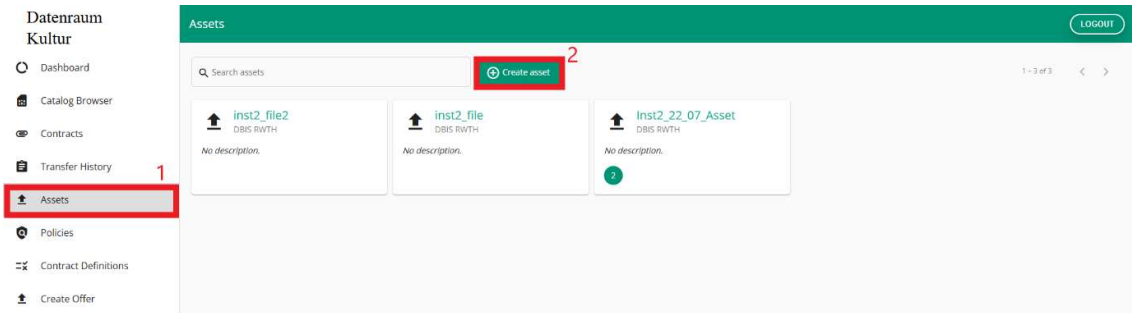 Datenraum
Kultur
Assets
LOGOUT
Dashboard
Catalog Browser
Contracts
Transfer History
1
Assets
Policies
Contract Definitions
Create Offer
Search assets
Create asset
2
1 - 3 of 3
inst2_file2
DBIS RWTH
No description.
inst2_file
DBIS RWTH
No description.
Inst2_22_07_Asset
DBIS RWTH
No description.
2